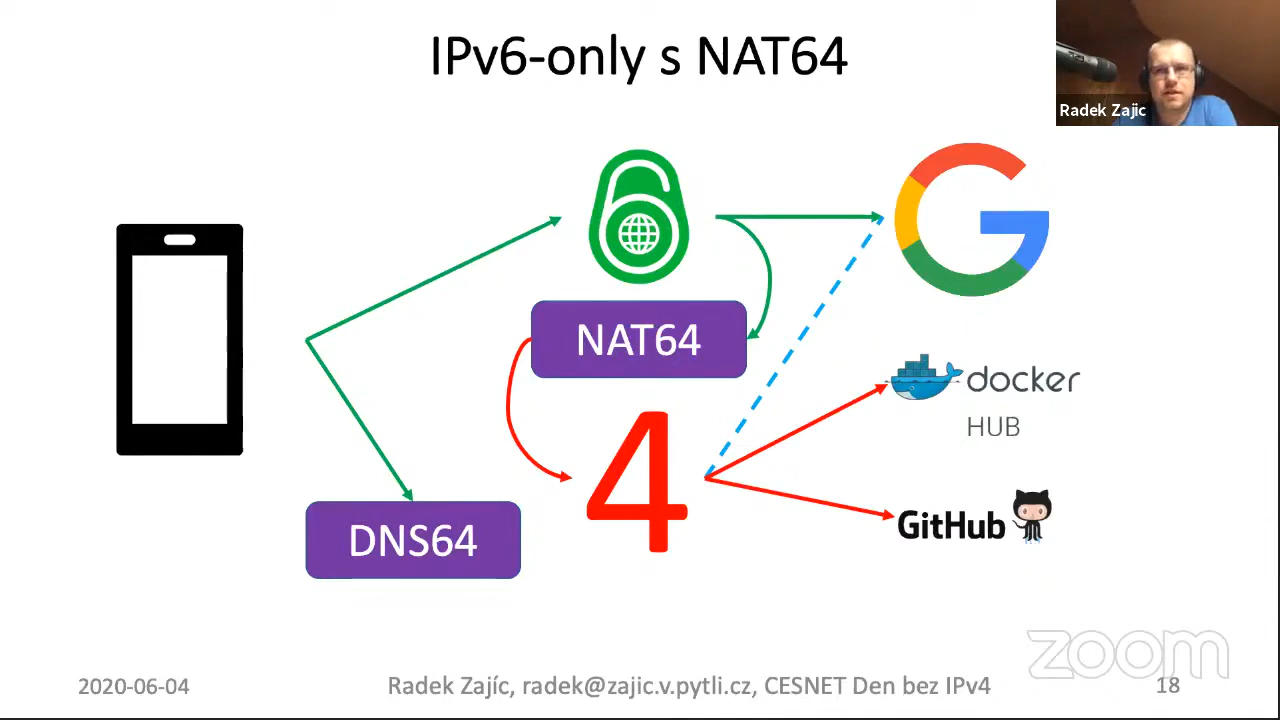 IPv6-only s NAT64
Radek Zajic
6
NAT64
docker
HUB
4
GitHub
DNS64
zoom
2020-06-04
Radek Zajíc, radek@zajic.v.pytli.cz, CESNET Den bez IPv4
18